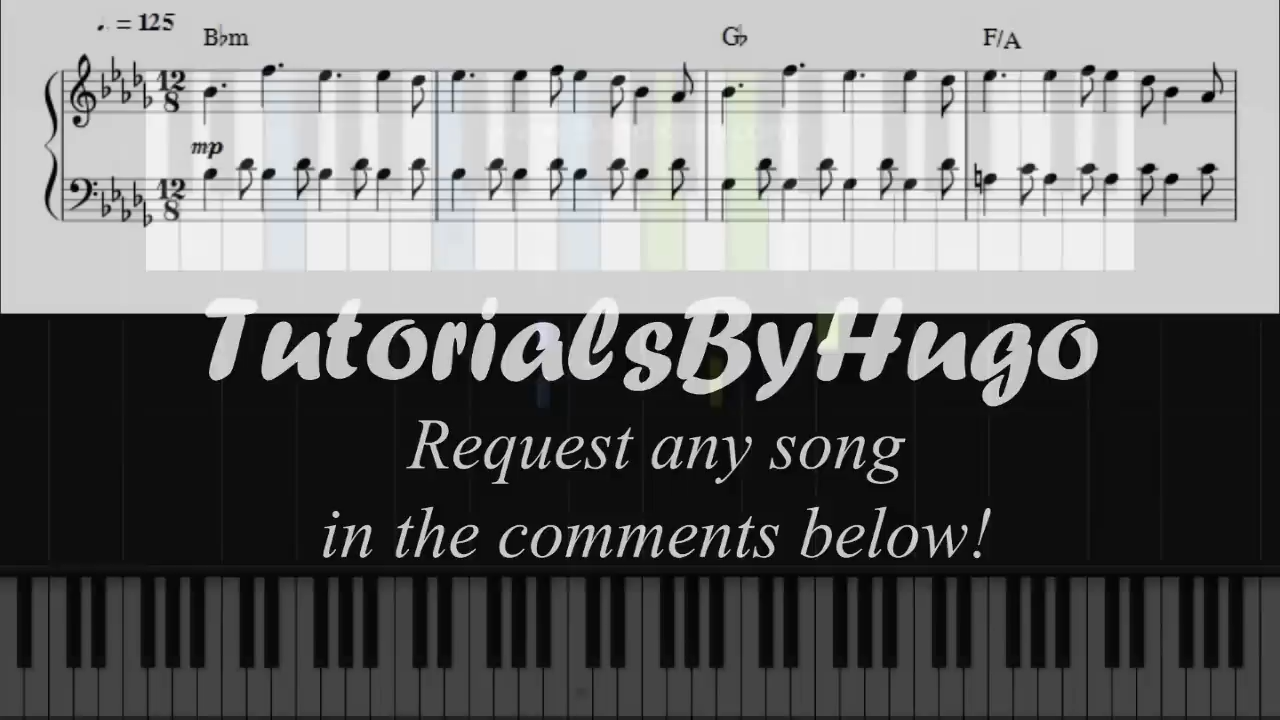 ♩. = 125
B♭m
G♭
F/A
12
8
mp
12
8
TutorialsByHugo
Request any song
in the comments below!